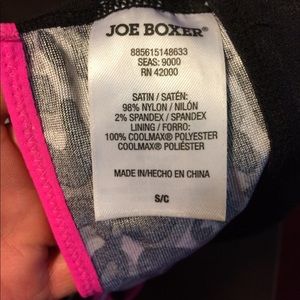 JOE BOXER®
885615148633
SEAS: 9000
RN 42000
SATIN / SATÉN:
98% NYLON / NILÓN
2% SPANDEX / SPANDEX
LINING / FORRO:
100% COOLMAX® POLYESTER
COOLMAX® POLIÉSTER
MADE IN/HECHO EN CHINA
S/C